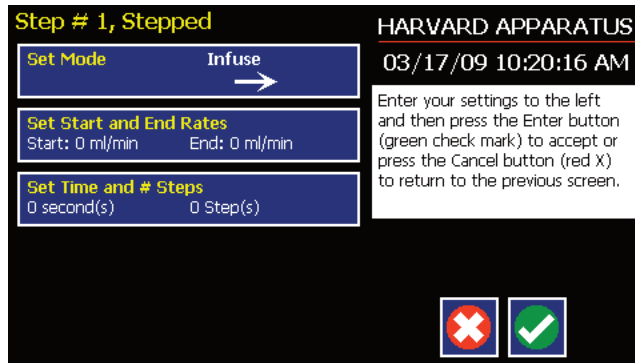 Step # 1, Stepped
Set Mode Infuse
Set Start and End Rates
Start: 0 ml/min End: 0 ml/min
Set Time and # Steps
0 second(s) 0 Step(s)
HARVARD APPARATUS
03/17/09 10:20:16 AM
Enter your settings to the left
and then press the Enter button
(green check mark) to accept or
press the Cancel button (red X)
to return to the previous screen.